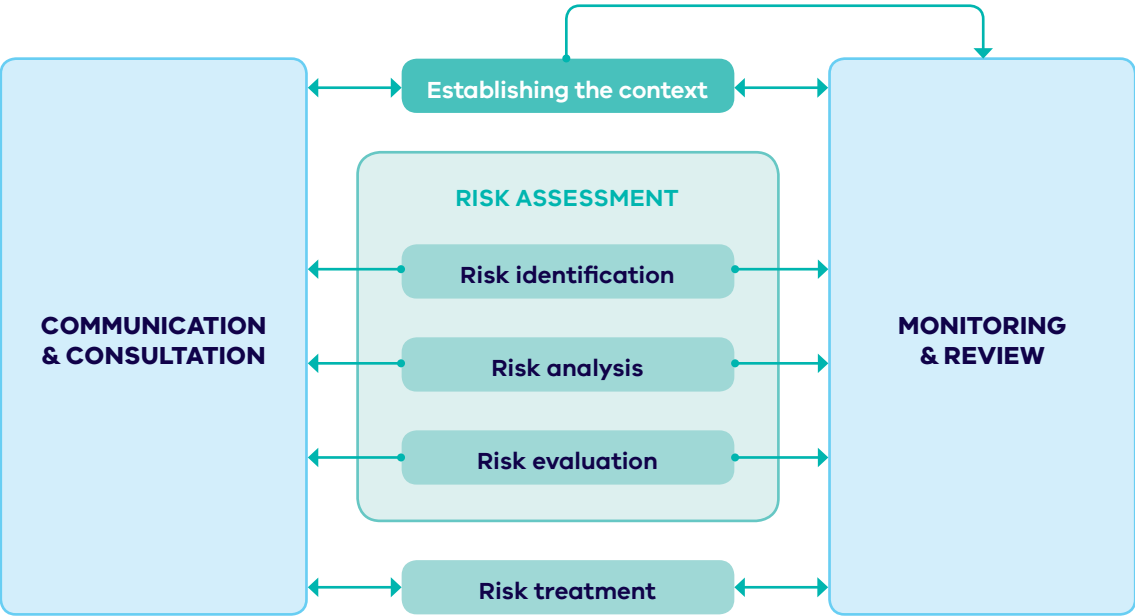 Establishing the context
RISK ASSESSMENT
Risk identification
COMMUNICATION
& CONSULTATION
MONITORING
& REVIEW
Risk analysis
Risk evaluation
Risk treatment